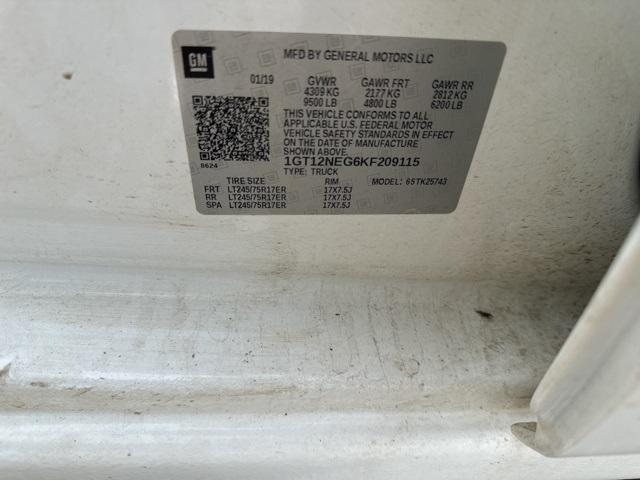 GM
MFD BY GENERAL MOTORS LLC
01/19 GVWR GAWR FRT GAWR RR
4309 KG 2177 KG 2812 KG
9500 LB 4800 LB 6200 LB
THIS VEHICLE CONFORMS TO ALL
APPLICABLE U.S. FEDERAL MOTOR
VEHICLE SAFETY STANDARDS IN EFFECT
ON THE DATE OF MANUFACTURE
SHOWN ABOVE.
1GT12NEG6KF209115
8624
TYPE: TRUCK
TIRE SIZE RIM MODEL: 6STK25743
FRT LT245/75R17ER 17X7.5J
RR LT245/75R17ER 17X7.5J
SPA LT245/75R17ER 17X7.5J